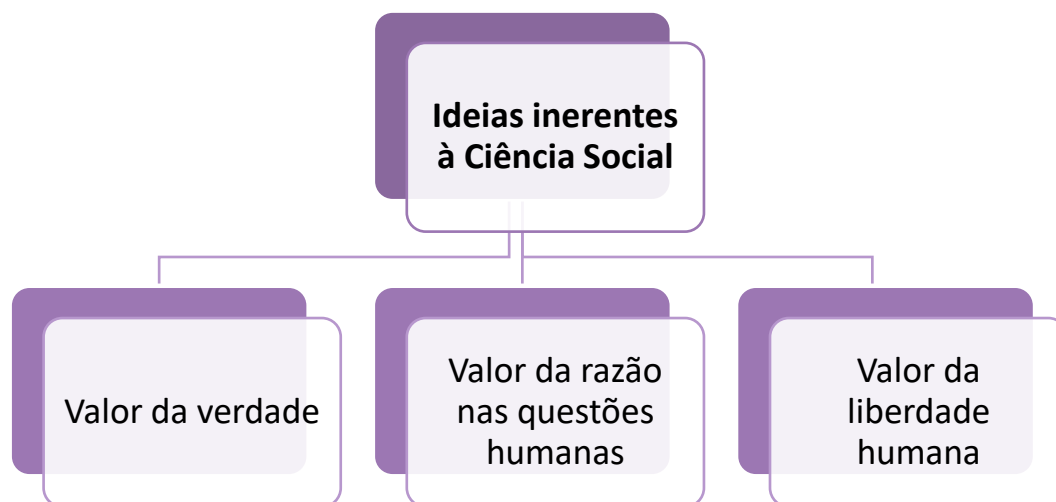 Ideias inerentes
à Ciência Social
Valor da verdade
Valor da razão
nas questões
humanas
Valor da
liberdade
humana